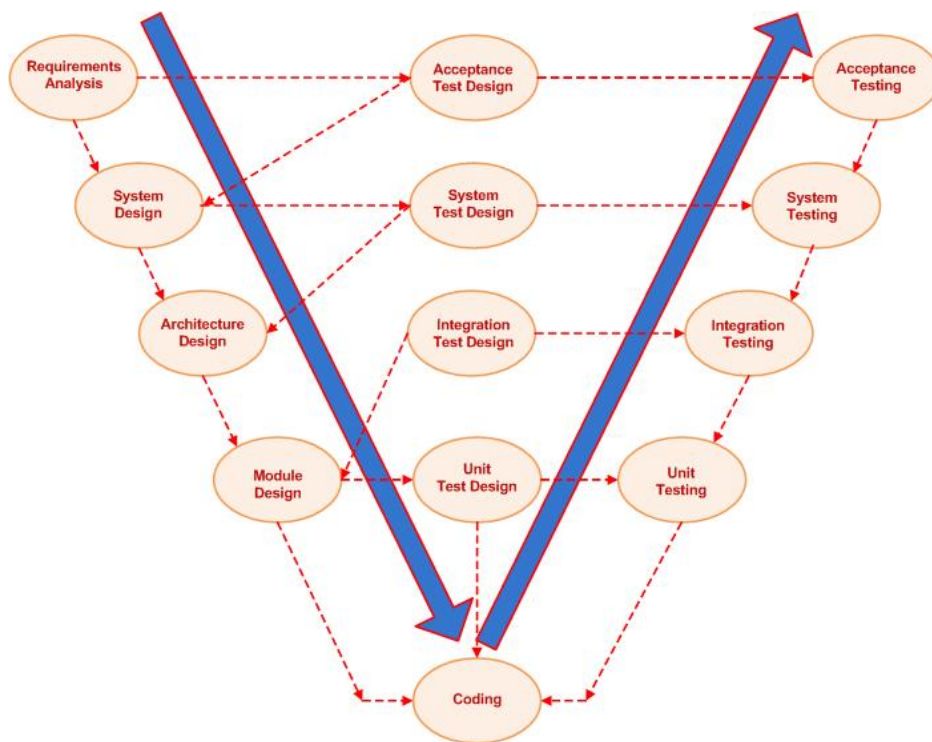 Requirements
Analysis
Acceptance
Test Design
Acceptance
Testing
System
Design
System
Test Design
System
Testing
Architecture
Design
Integration
Test Design
Integration
Testing
Module
Design
Unit
Test Design
Unit
Testing
Coding